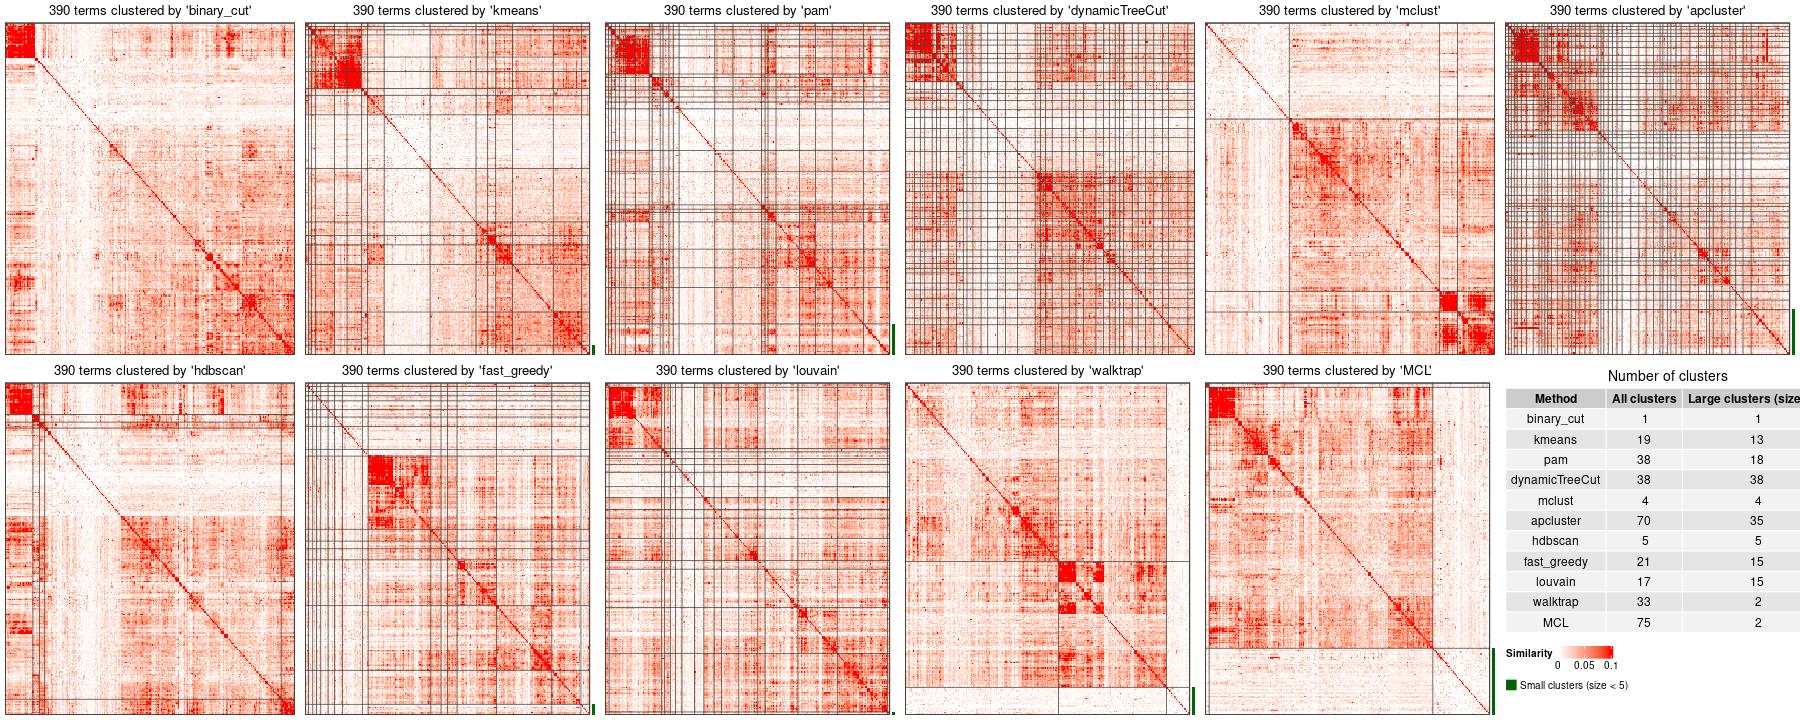 390 terms clustered by 'binary_cut'
390 terms clustered by 'kmeans'
390 terms clustered by 'pam'
390 terms clustered by 'dynamicTreeCut'
390 terms clustered by 'mclust'
390 terms clustered by 'apcluster'
390 terms clustered by 'hdbscan'
390 terms clustered by 'fast_greedy'
390 terms clustered by 'louvain'
390 terms clustered by 'walktrap'
390 terms clustered by 'MCL'
Number of clusters
Method All clusters Large clusters (size
binary_cut 1 1
kmeans 19 13
pam 38 18
dynamicTreeCut 38 38
mclust 4 4
apcluster 70 35
hdbscan 5 5
fast_greedy 21 15
louvain 17 15
walktrap 33 2
MCL 75 2
Similarity
0 0.05 0.1
Small clusters (size < 5)